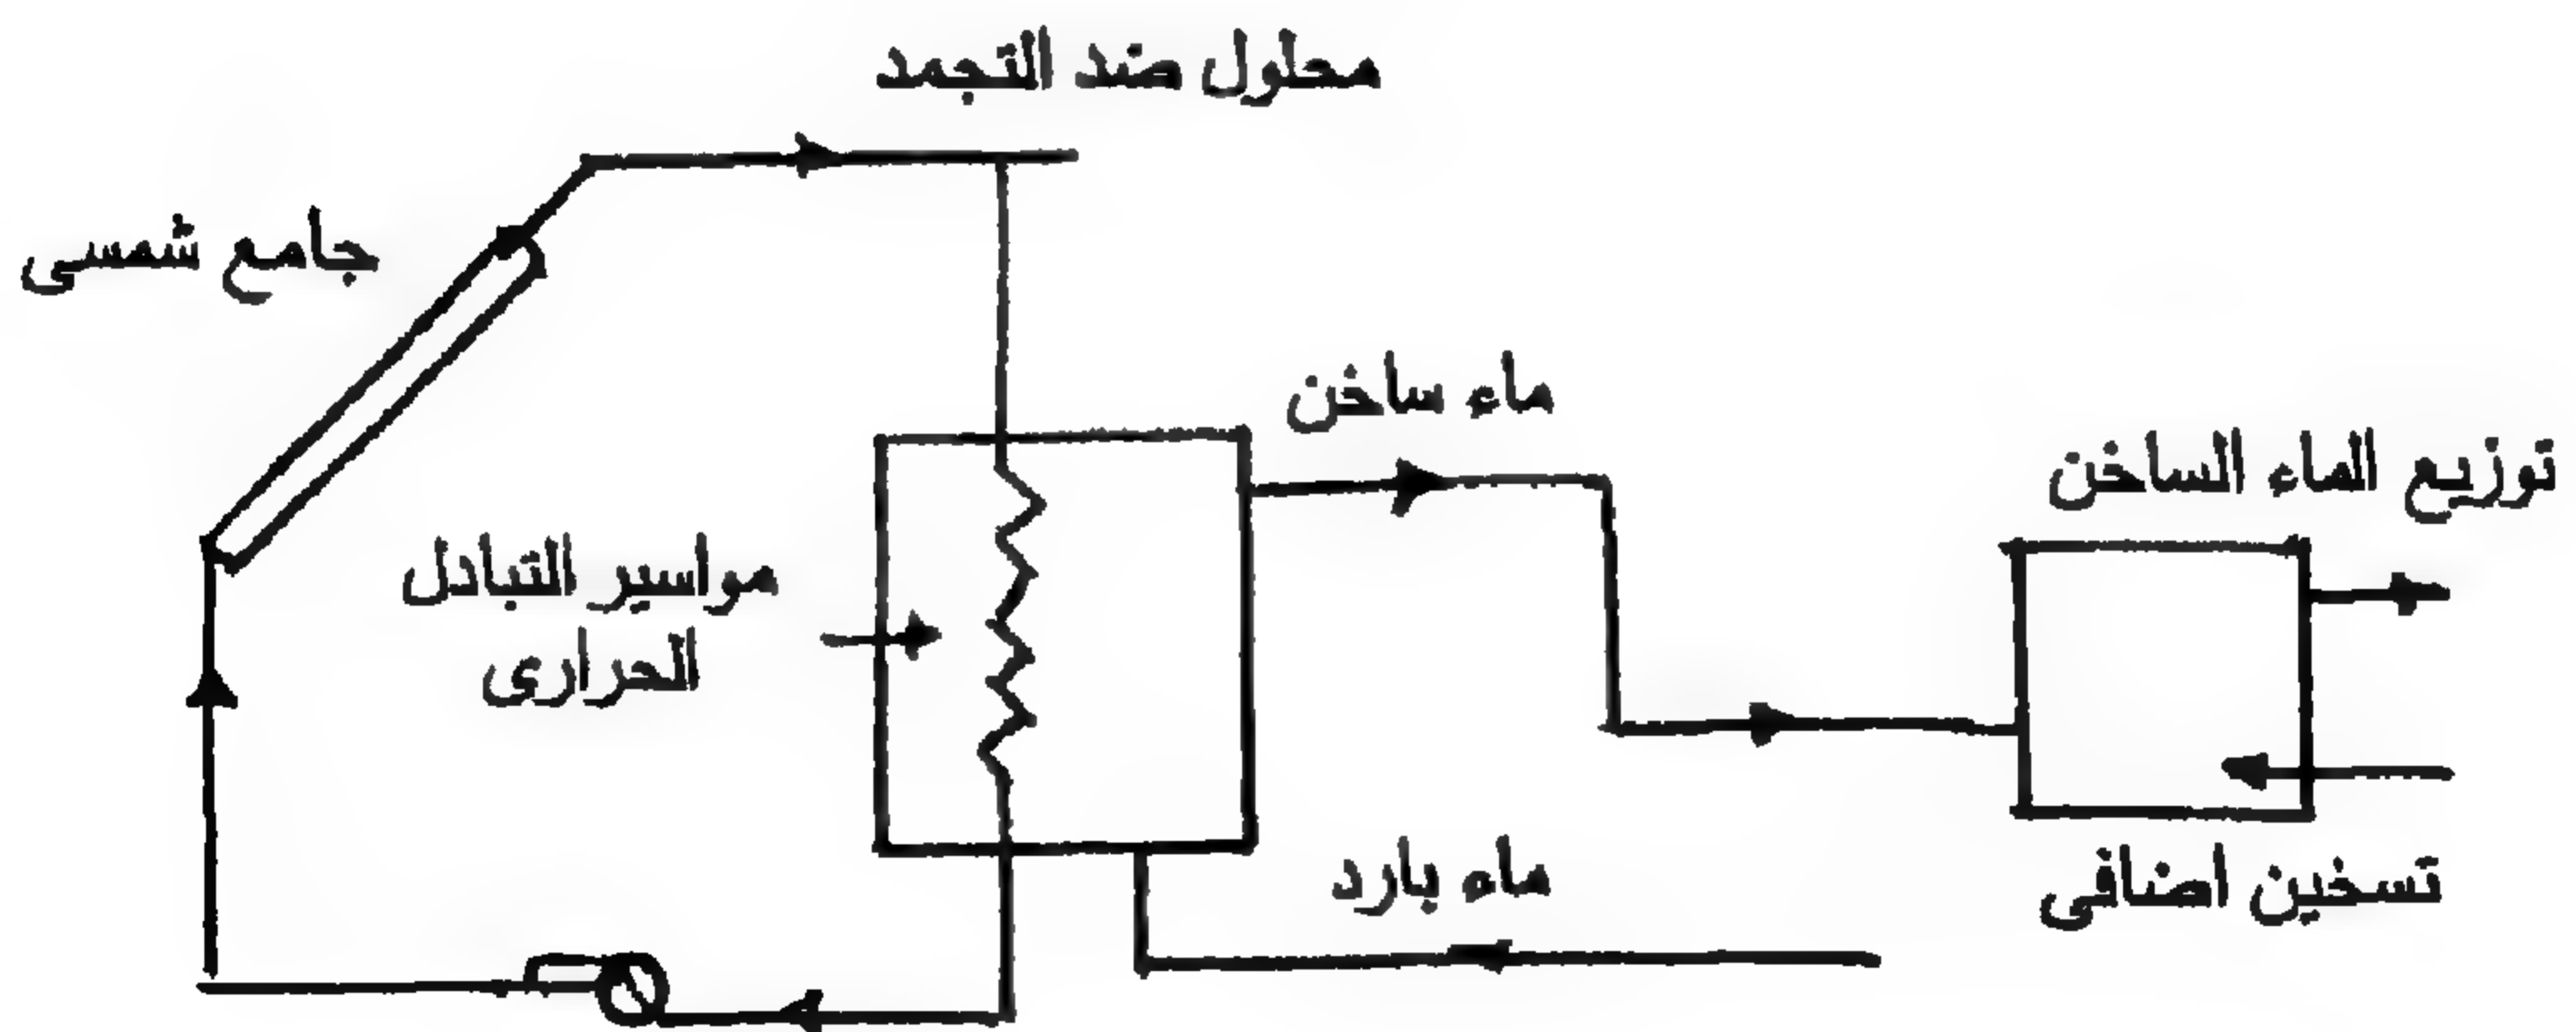 محلول ضد التجمد
جامع شمسى
ماء ساخن
توزيع الماء الساخن
مواسير التبادل
الحرارى
ماء بارد
تسخين اضافى